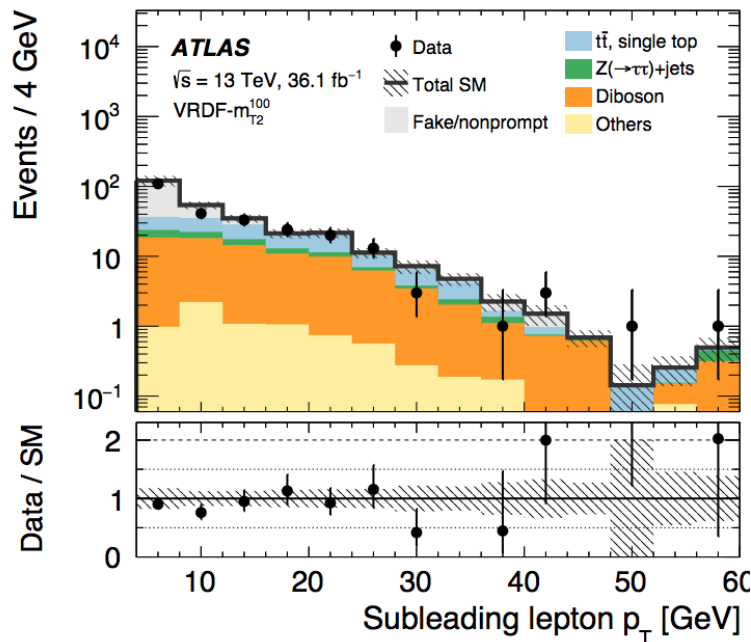 ATLAS
√s = 13 TeV, 36.1 fb⁻¹
VRDF-m_T2^100
Data
Total SM
Fake/nonprompt
tt̄, single top
Z(→ττ)+jets
Diboson
Others
Events / 4 GeV
10⁴
10³
10²
10
1
10⁻¹
Data / SM
2
1
0
10 20 30 40 50 60
Subleading lepton p_T [GeV]